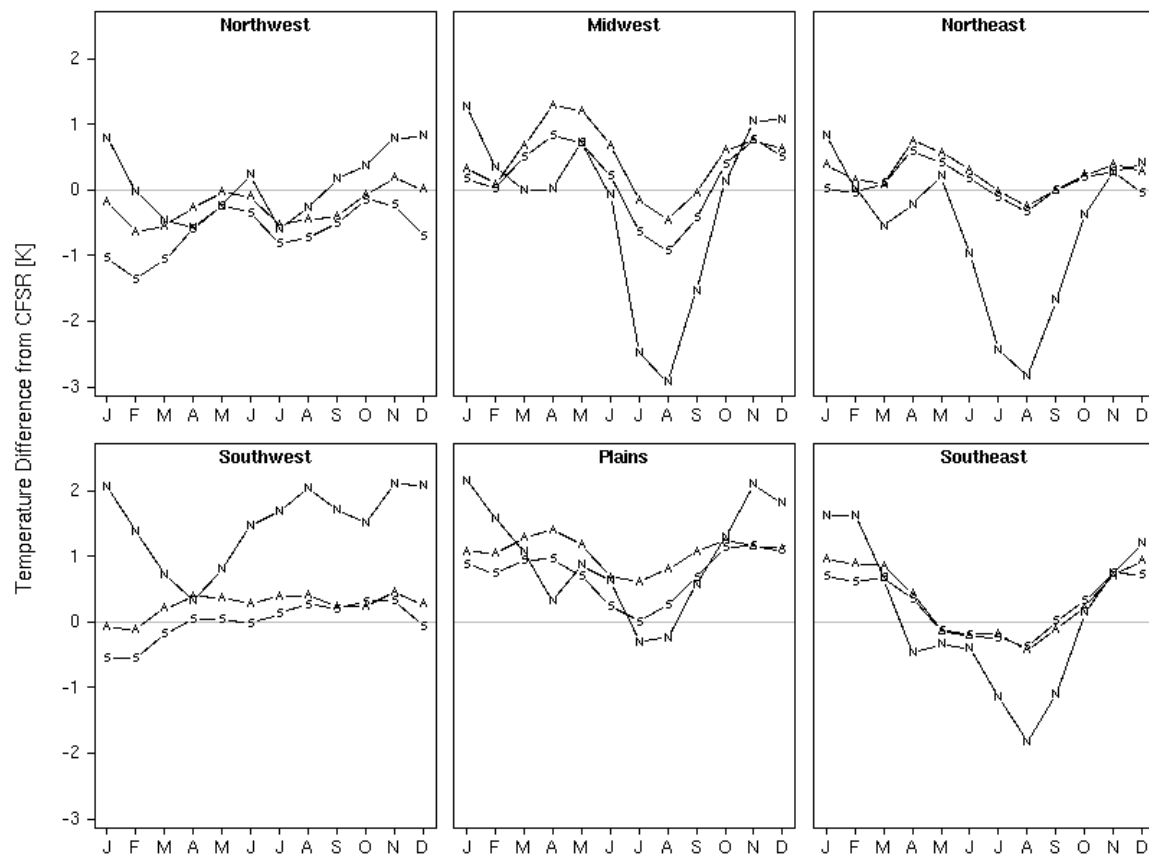 Northwest
Midwest
Northeast
2
1
0
-1
-2
-3
J F M A M J J A S O N D
J F M A M J J A S O N D
J F M A M J J A S O N D
Temperature Difference from CFSR [K]
Southwest
Plains
Southeast
2
1
0
-1
-2
-3
J F M A M J J A S O N D
J F M A M J J A S O N D
J F M A M J J A S O N D